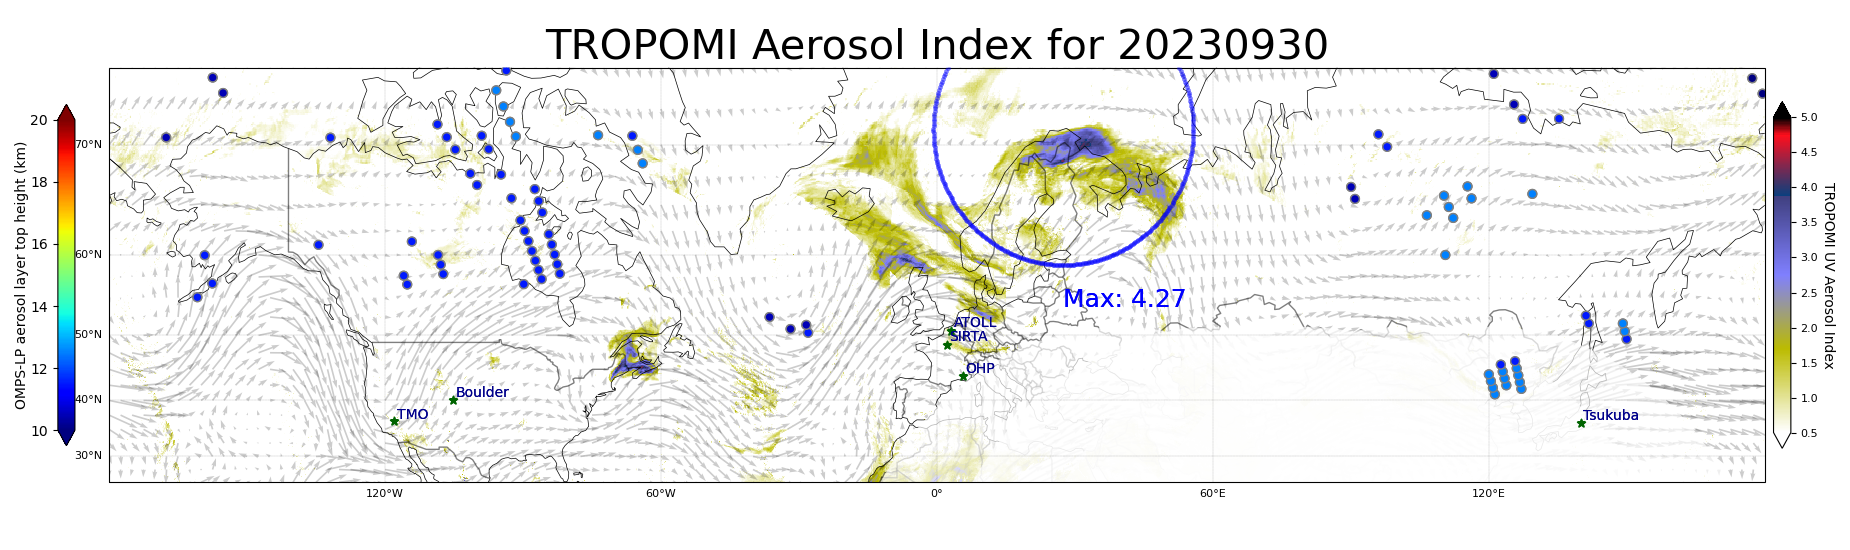 TROPOMI Aerosol Index for 20230930
OMPS-LP aerosol layer top height (km)
20
18
16
14
12
10
70°N
60°N
50°N
40°N
30°N
120°W
60°W
0°
60°E
120°E
Max: 4.27
ATOLL
SIRTA
OHP
Boulder
TMO
Tsukuba
5.0
4.5
4.0
3.5
3.0
2.5
2.0
1.5
1.0
0.5
TROPOMI UV Aerosol Index